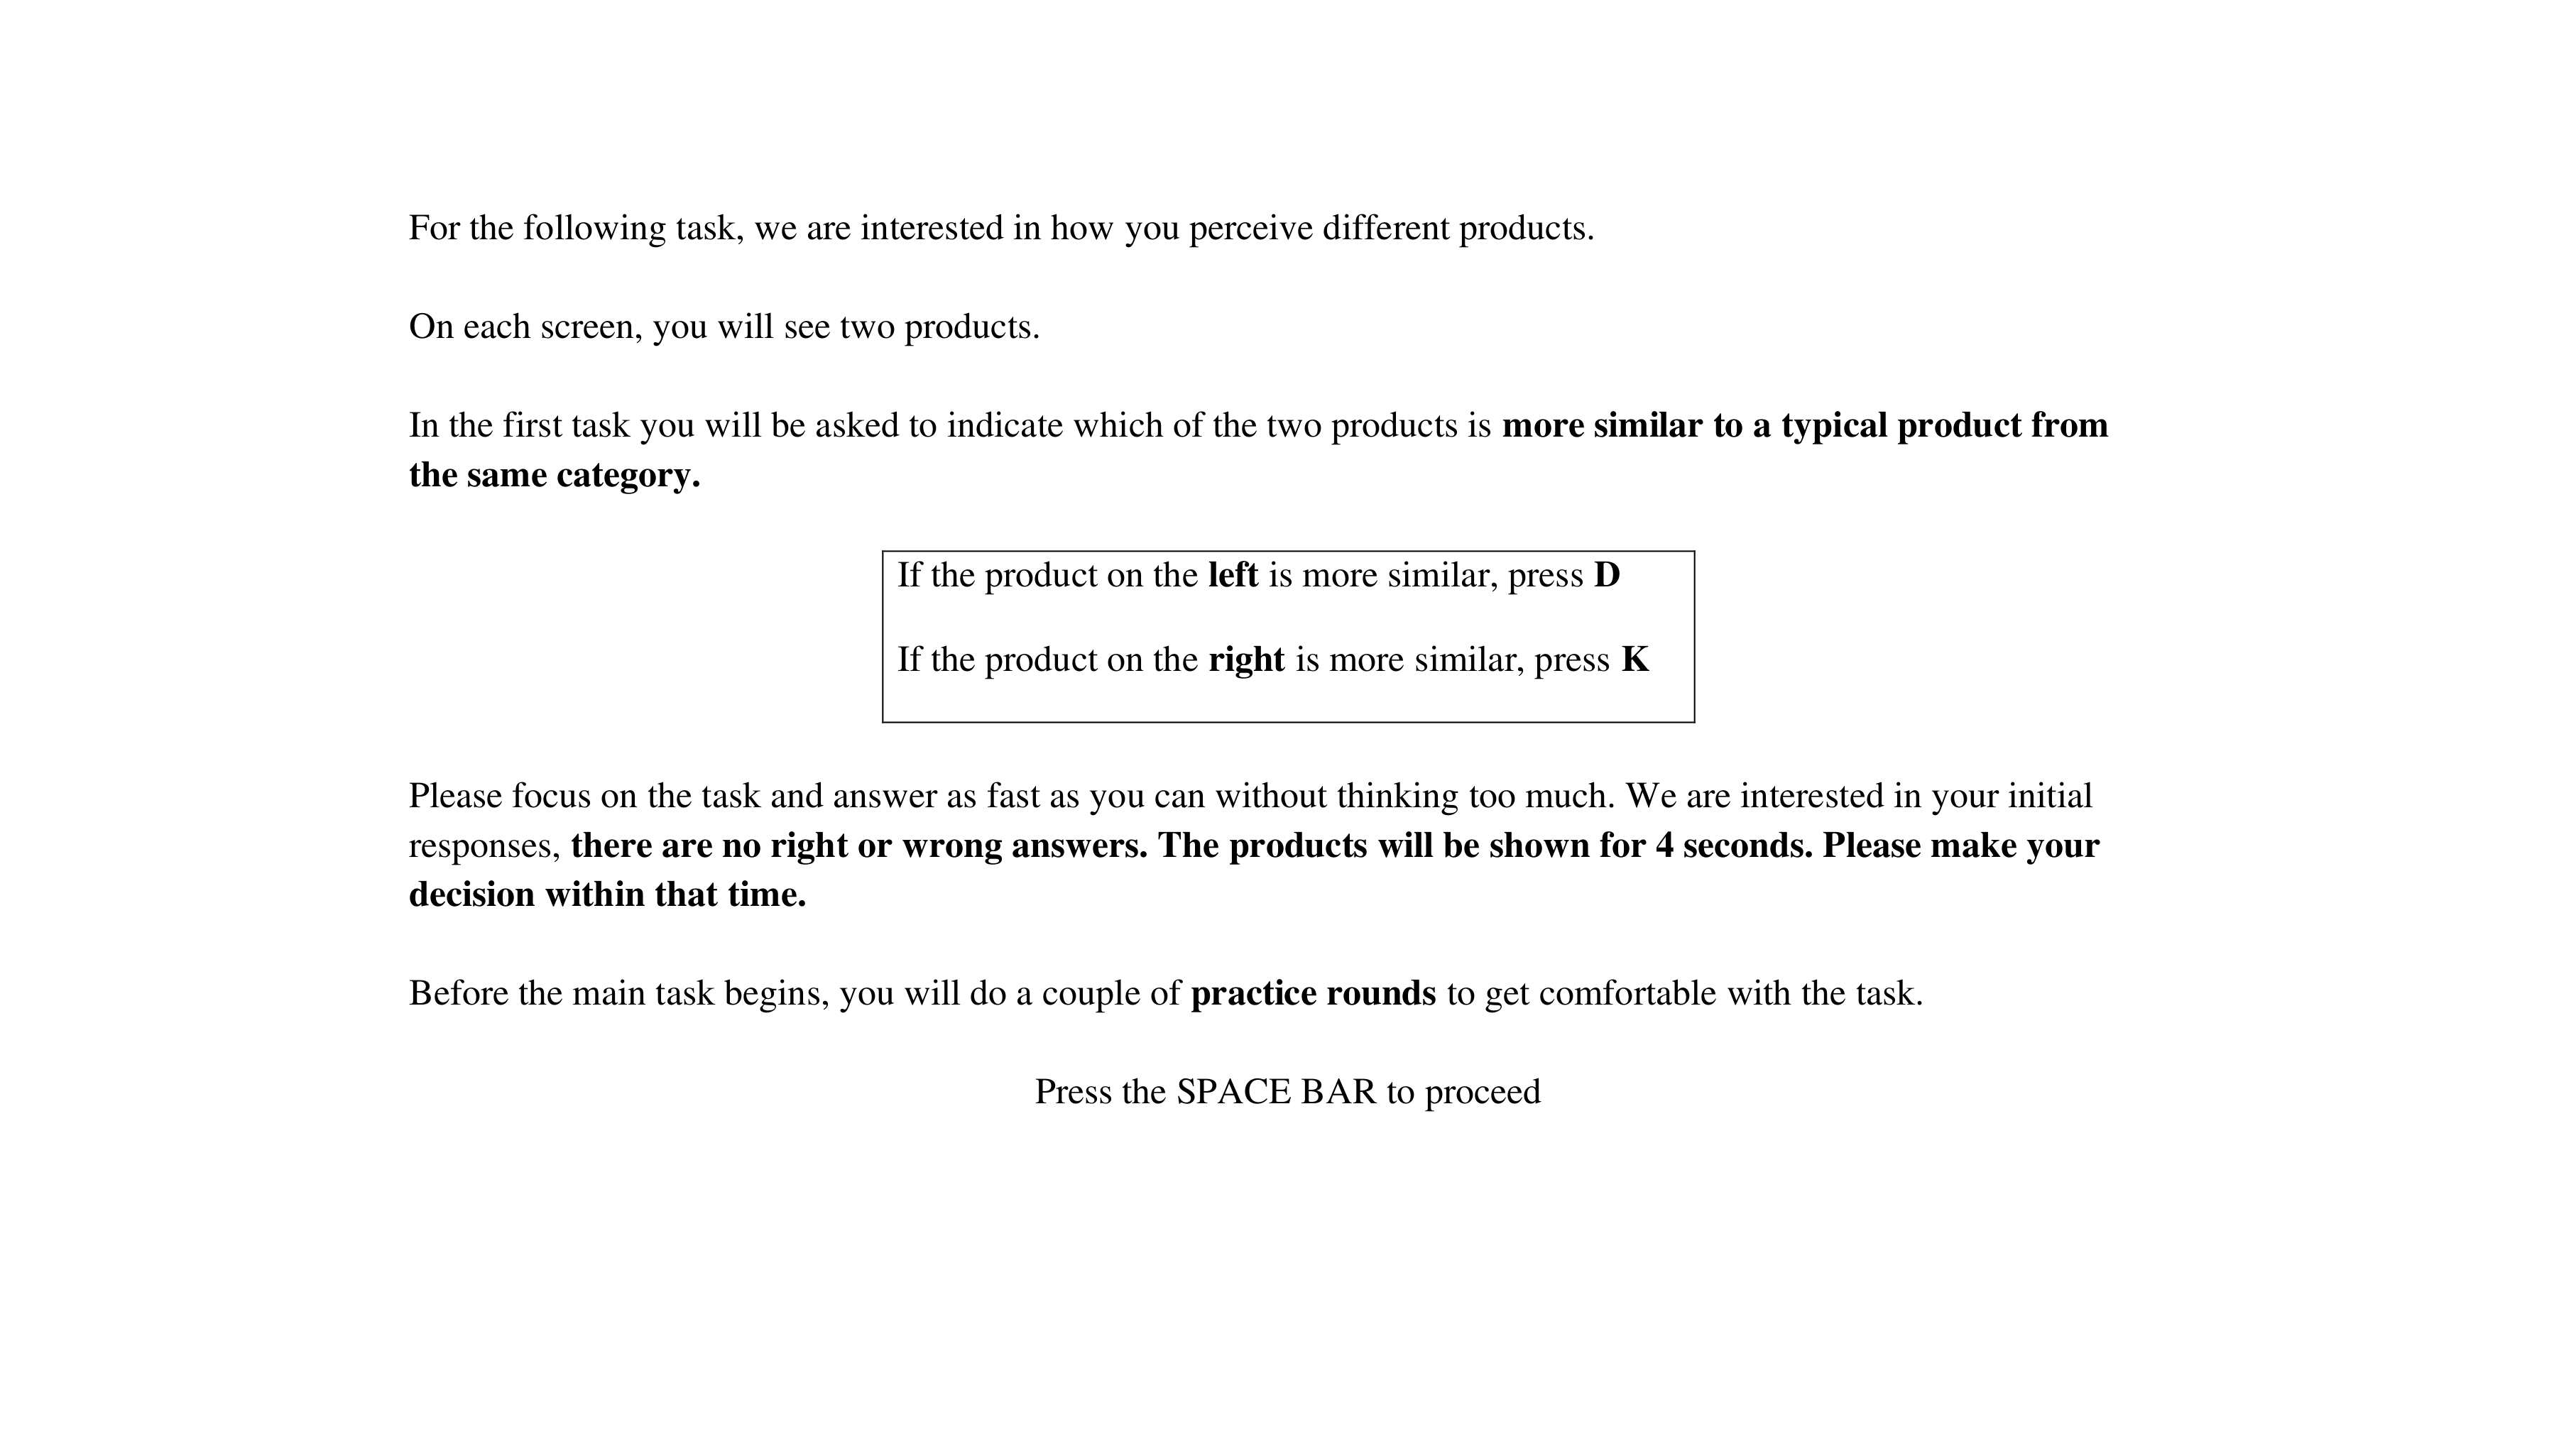 For the following task, we are interested in how you perceive different products.
On each screen, you will see two products.
In the first task you will be asked to indicate which of the two products is more similar to a typical product from
the same category.
If the product on the left is more similar, press D
If the product on the right is more similar, press K
Please focus on the task and answer as fast as you can without thinking too much. We are interested in your initial
responses, there are no right or wrong answers. The products will be shown for 4 seconds. Please make your
decision within that time.
Before the main task begins, you will do a couple of practice rounds to get comfortable with the task.
Press the SPACE BAR to proceed